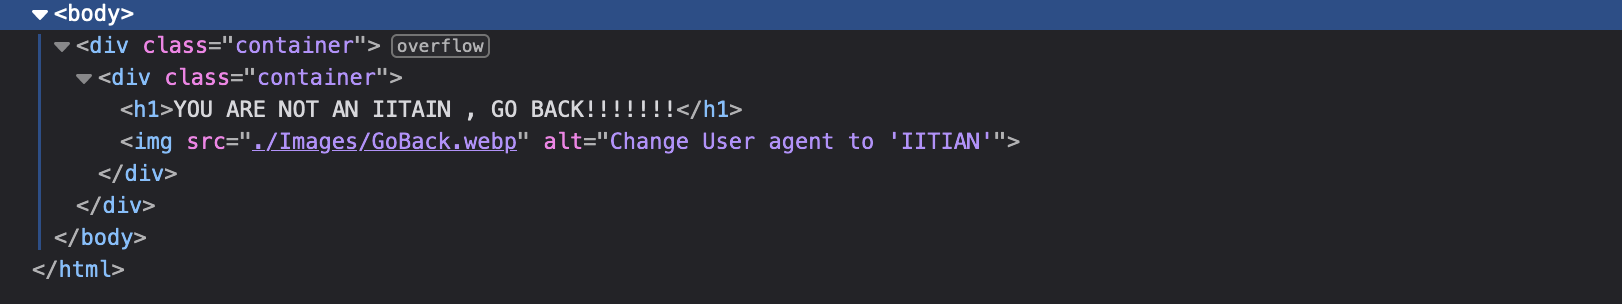 <body>
<div class="container"> overflow
<div class="container">
<h1>YOU ARE NOT AN IITAIN , GO BACK!!!!!!!</h1>
<img src="./Images/GoBack.webp" alt="Change User agent to 'IITIAN'">
</div>
</div>
</body>
</html>